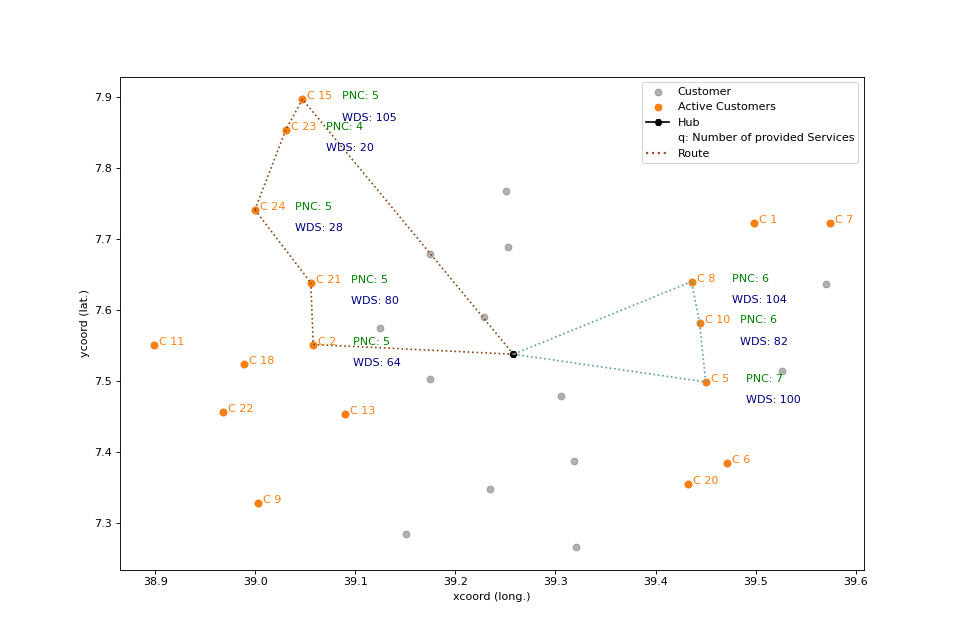 7.9
7.8
7.7
7.6
7.5
7.4
7.3
ycoord (lat.)
38.9
39.0
39.1
39.2
39.3
39.4
39.5
39.6
xcoord (long.)
Customer
Active Customers
Hub
q: Number of provided Services
Route
C 15 PNC: 5
WDS: 105
C 23 PNC: 4
WDS: 20
C 24 PNC: 5
WDS: 28
C 1
C 7
C 21 PNC: 5
WDS: 80
C 8 PNC: 6
WDS: 104
C 10 PNC: 6
WDS: 82
C 11
C 2 PNC: 5
WDS: 64
C 18
C 5 PNC: 7
WDS: 100
C 22
C 13
C 6
C 20
C 9